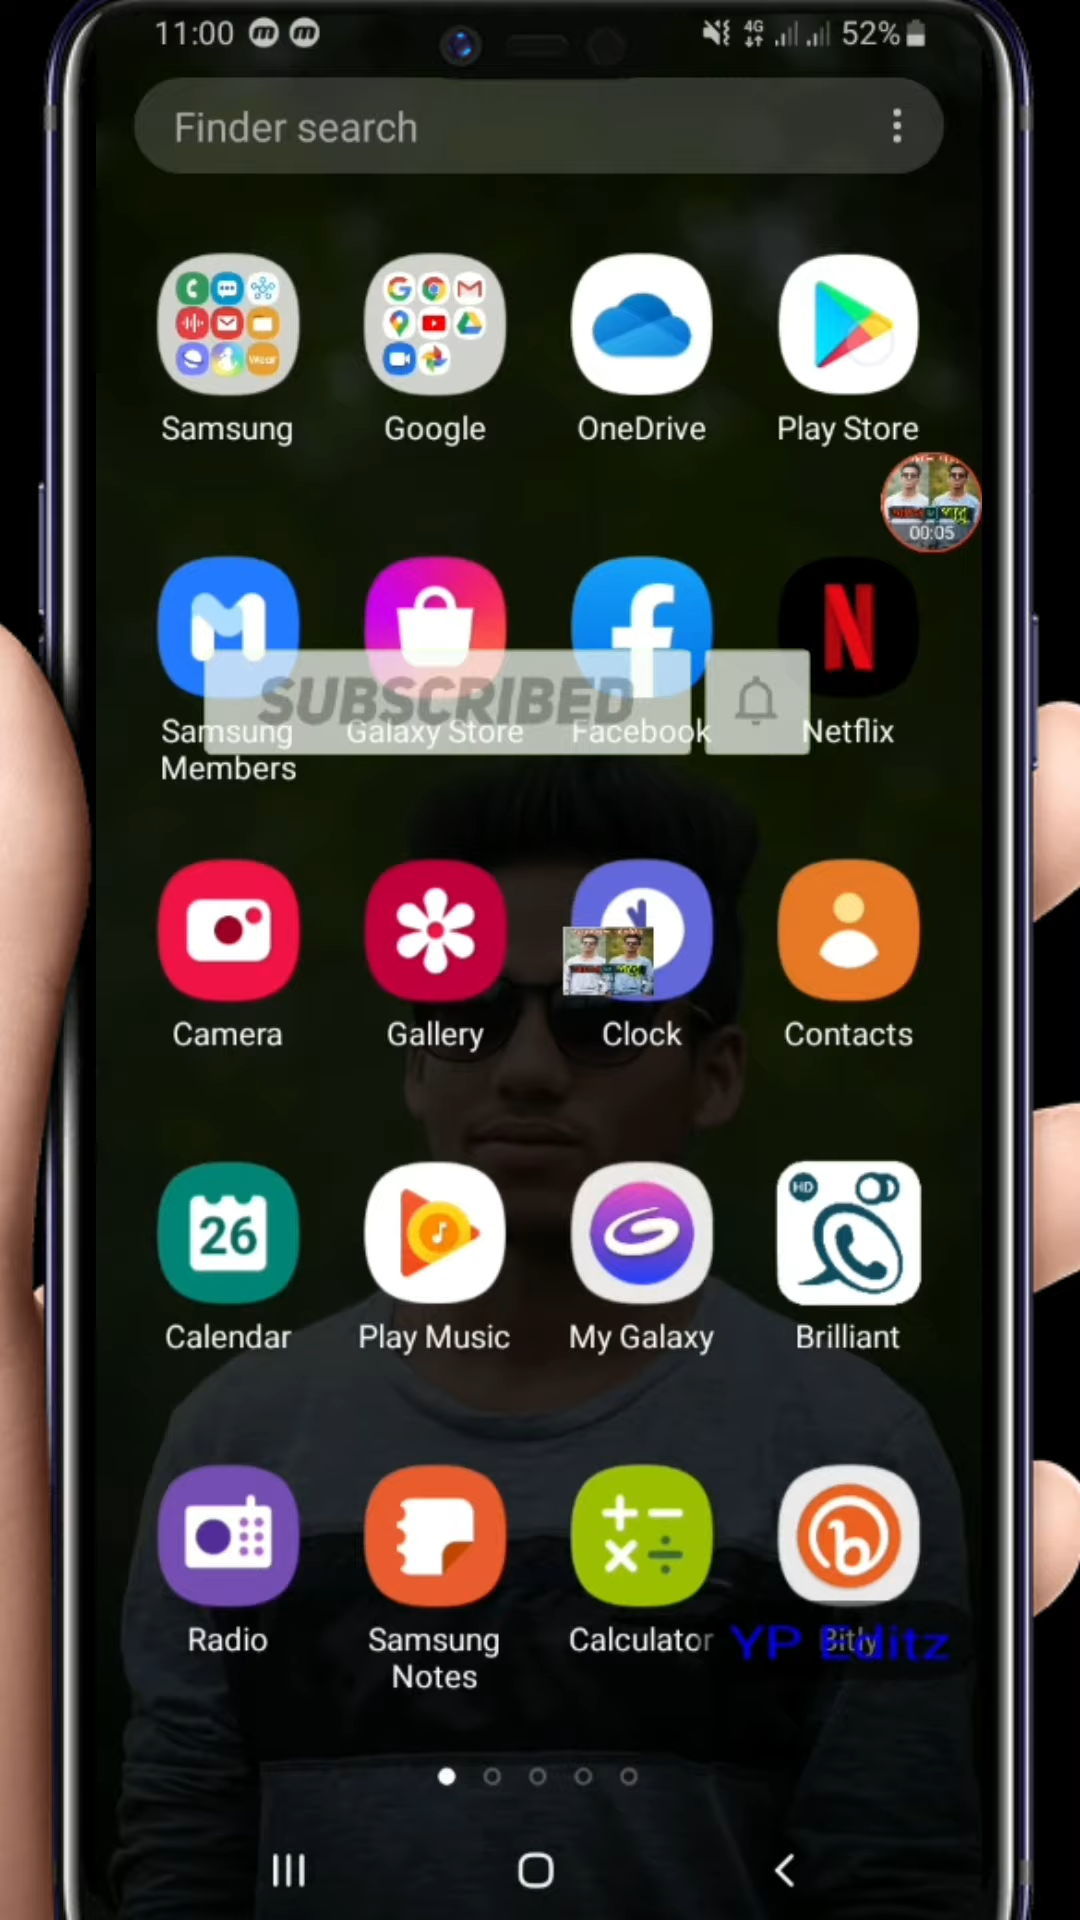 11:00
4G
52%
Finder search
Wear
Samsung
Google
OneDrive
Play Store
00:05
SUBSCRIBED
Samsung Members
Galaxy Store
Facebook
Netflix
Camera
Gallery
Clock
Contacts
HD
26
Calendar
Play Music
My Galaxy
Brilliant
Radio
Samsung Notes
Calculator
Bitly
YP Editz